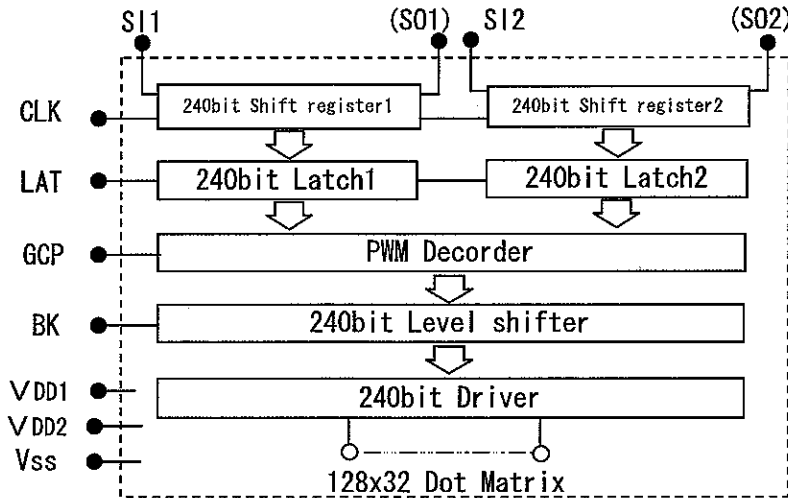 SI1 (SO1) SI2 (SO2)
CLK 240bit Shift register1 240bit Shift register2
LAT 240bit Latch1 240bit Latch2
GCP PWM Decorder
BK 240bit Level shifter
VDD1 240bit Driver
VDD2
Vss
128x32 Dot Matrix